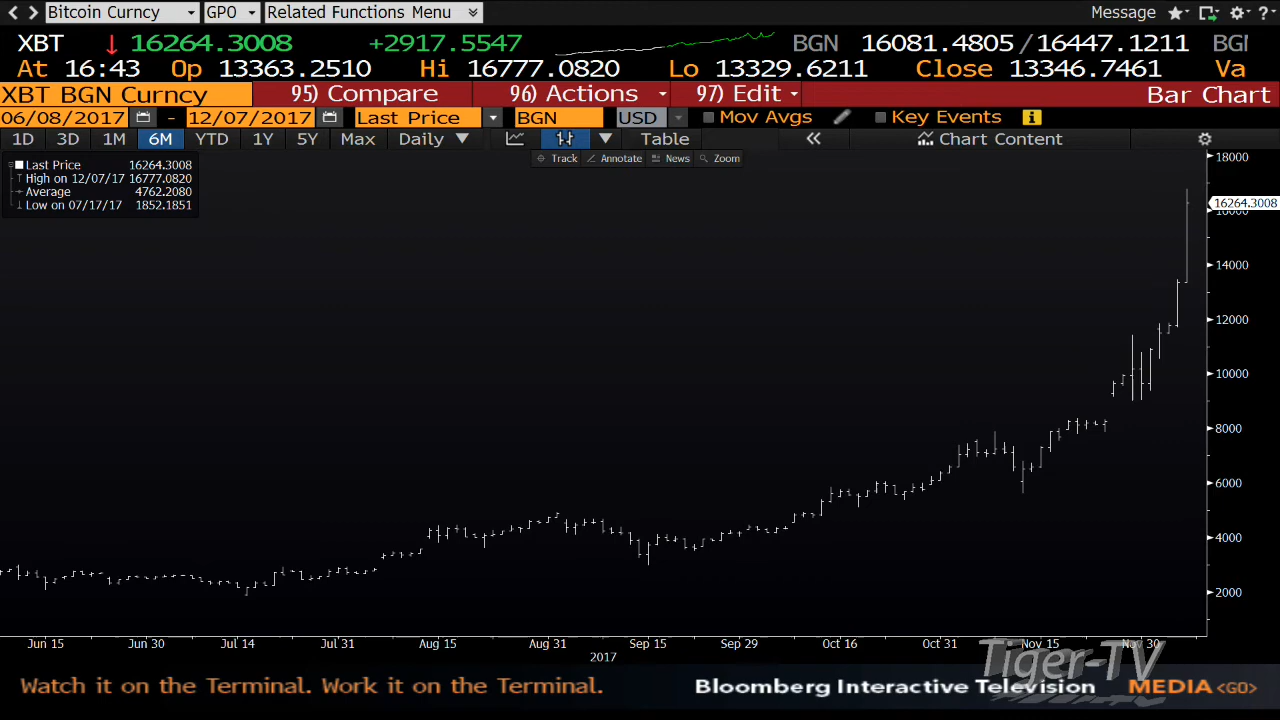 Bitcoin Curncy GPO Related Functions Menu Message
XBT 16264.3008 +2917.5547 BGN 16081.4805/16447.1211 BGN
At 16:43 Op 13363.2510 Hi 16777.0820 Lo 13329.6211 Close 13346.7461 Va
XBT BGN Curncy 95) Compare 96) Actions 97) Edit Bar Chart
06/08/2017 - 12/07/2017 Last Price BGN USD Mov Avgs Key Events
1D 3D 1M 6M YTD 1Y 5Y Max Daily Table Chart Content
Track Annotate News Zoom
Last Price 16264.3008
High on 12/07/17 16777.0820
Average 4762.2080
Low on 07/17/17 1852.1851
18000
16264.3008
16000
14000
12000
10000
8000
6000
4000
2000
Jun 15 Jun 30 Jul 14 Jul 31 Aug 15 Aug 31 Sep 15 Sep 29 Oct 16 Oct 31 Nov 15 Nov 30
2017
Tiger-TV
Watch it on the Terminal. Work it on the Terminal. Bloomberg Interactive Television MEDIA <GO>